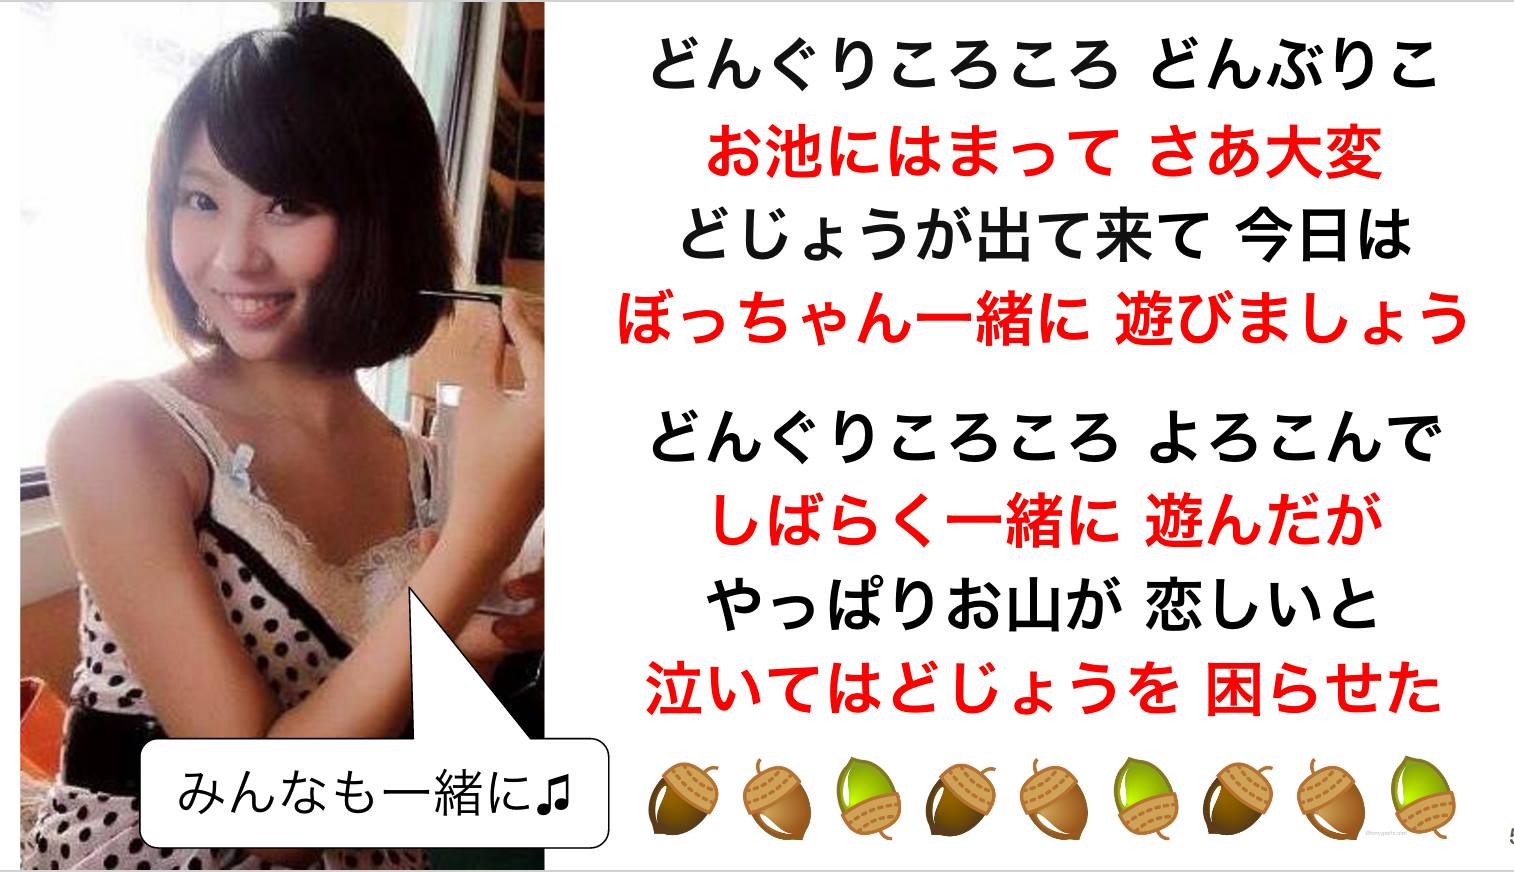 どんぐりころころ どんぶりこ
お池にはまって さあ大変
どじょうが出て来て 今日は
ぼっちゃん一緒に 遊びましょう
どんぐりころころ よろこんで
しばらく一緒に 遊んだが
やっぱりお山が 恋しいと
泣いてはどじょうを 困らせた
みんなも一緒に♫